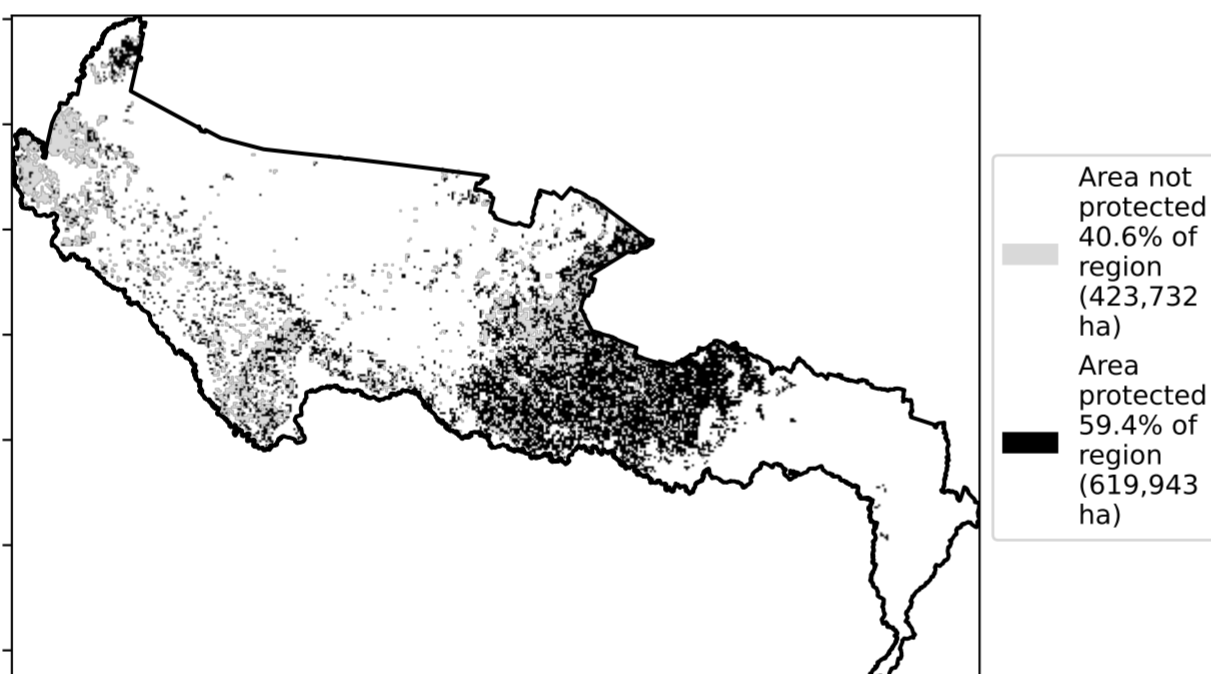 Area not
protected
40.6% of
region
(423,732
ha)
Area
protected
59.4% of
region
(619,943
ha)